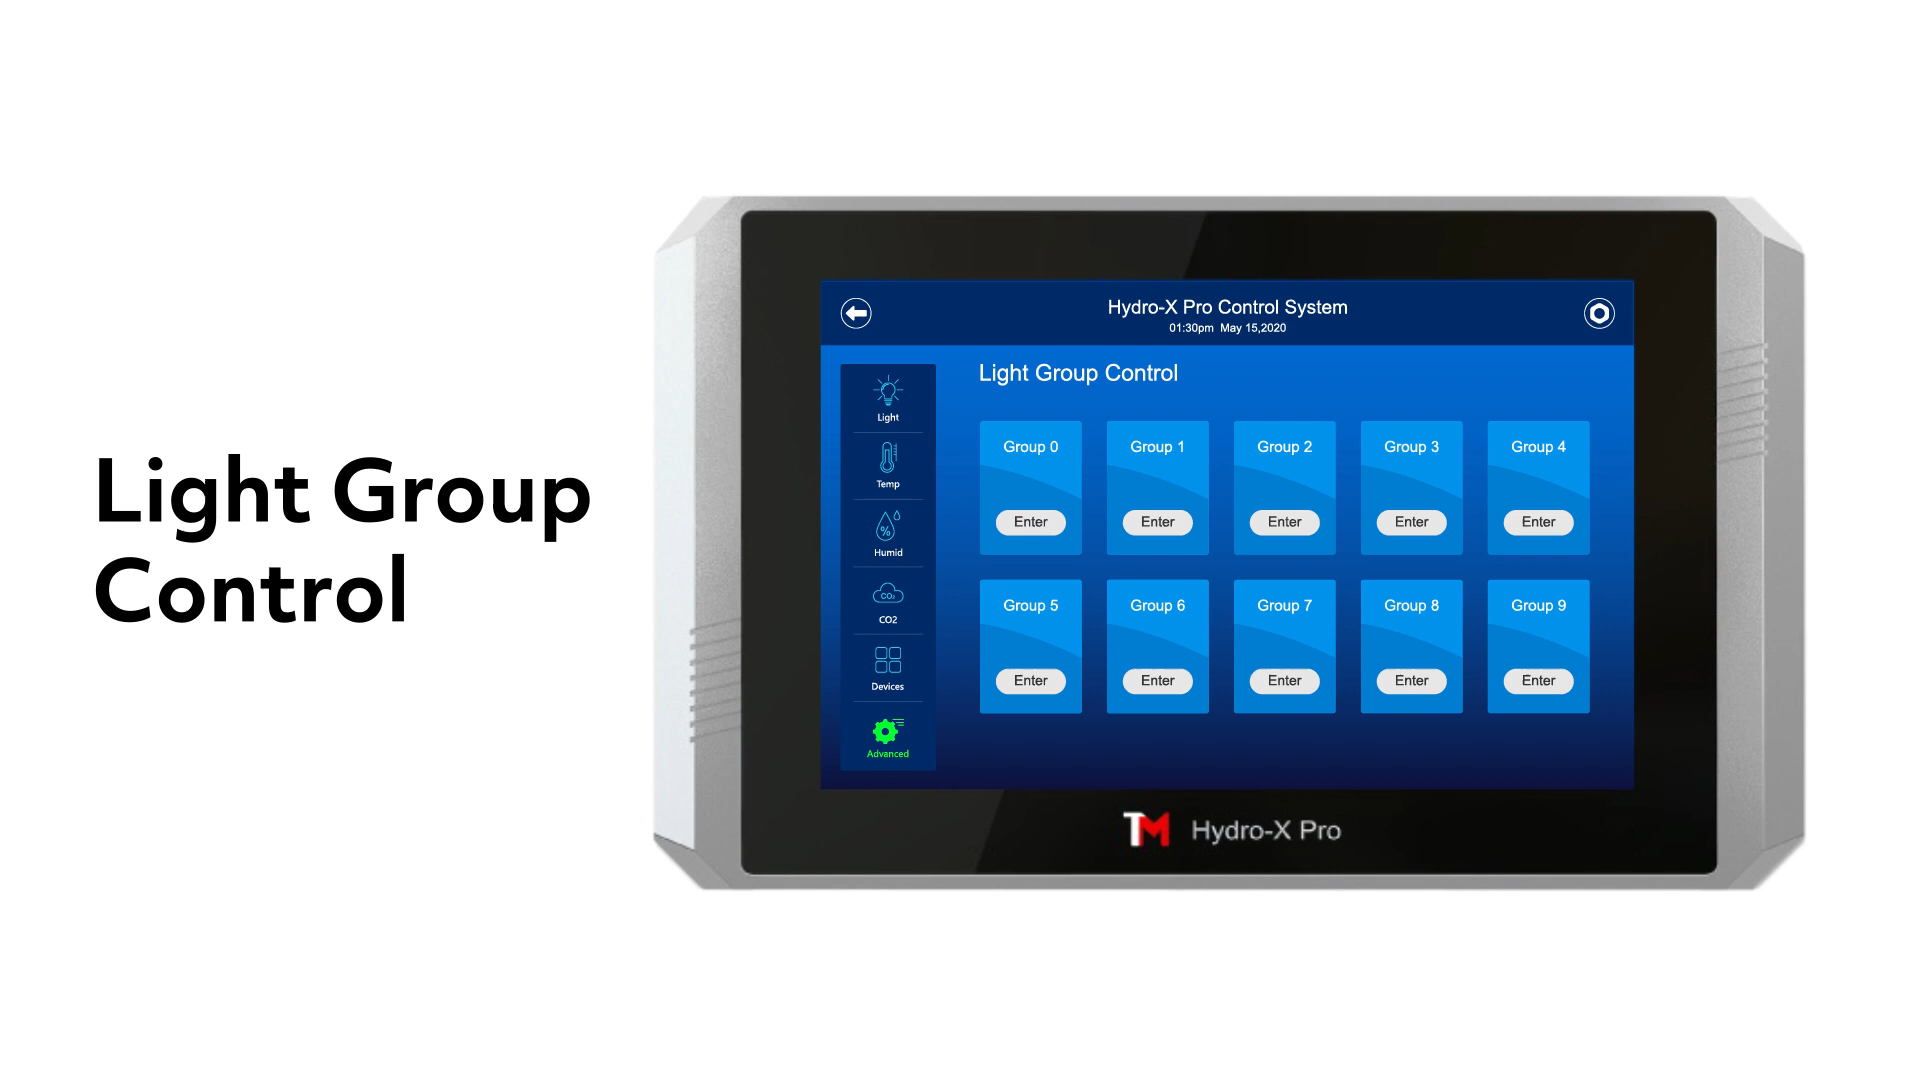 Light Group
Control
Hydro-X Pro Control System
01:30pm May 15,2020
Light Group Control
Light
Temp
%
Humid
CO₂
CO2
Devices
Advanced
Group 0
Group 1
Group 2
Group 3
Group 4
Enter
Enter
Enter
Enter
Enter
Group 5
Group 6
Group 7
Group 8
Group 9
Enter
Enter
Enter
Enter
Enter
TM Hydro-X Pro